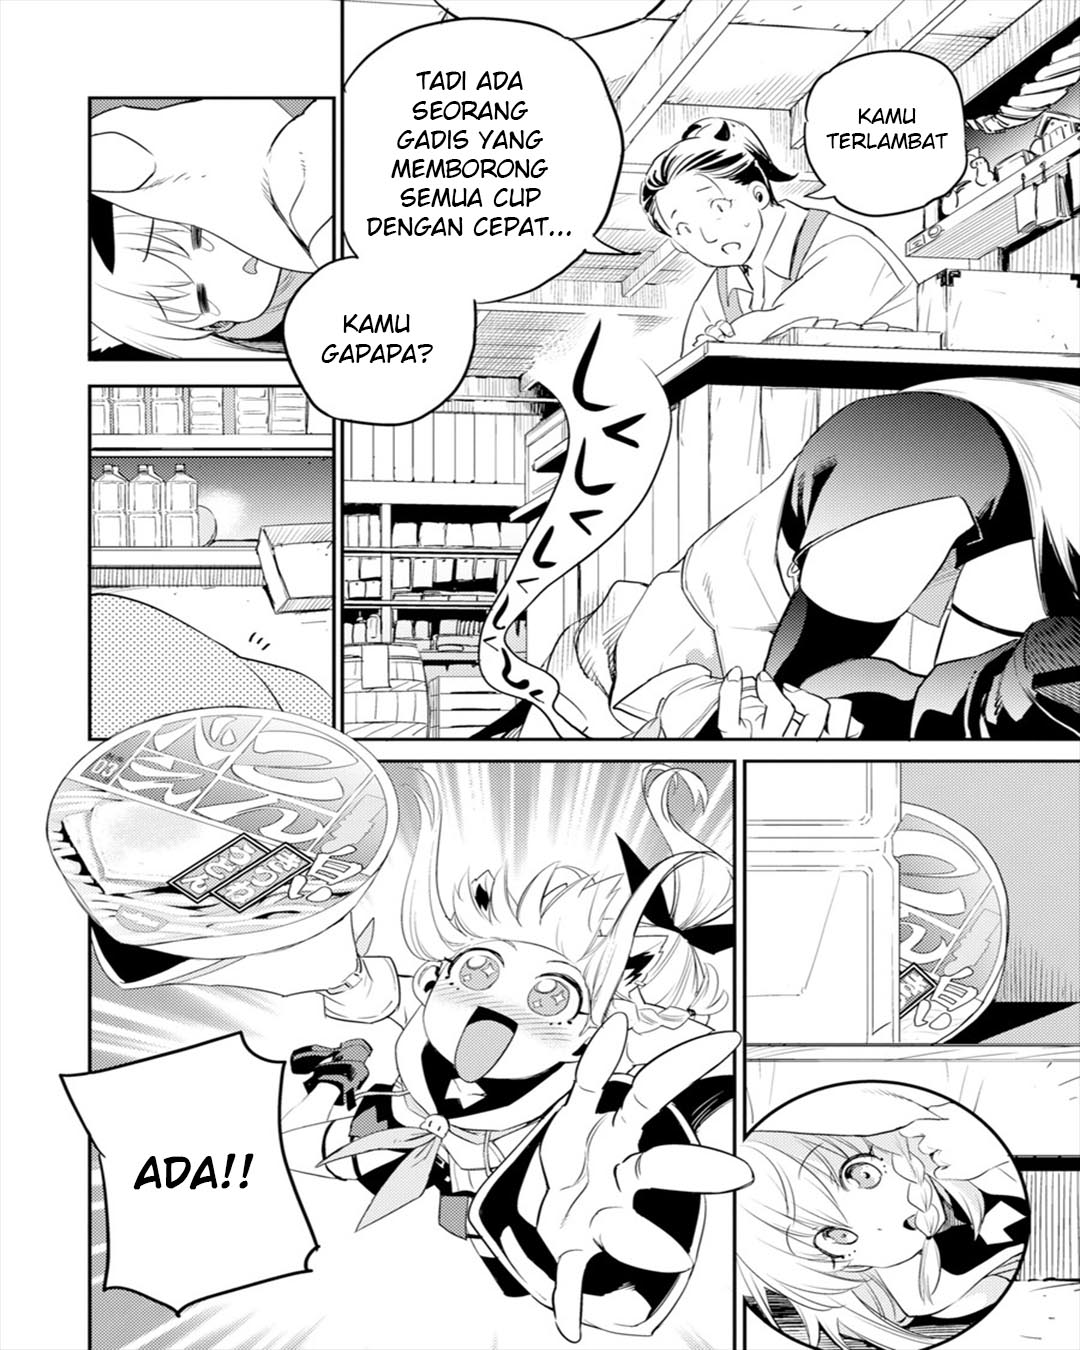 KAMU
TERLAMBAT
TADI ADA
SEORANG
GADIS YANG
MEMBORONG
SEMUA CUP
DENGAN CEPAT...
KAMU
GAPAPA?
ADA!!